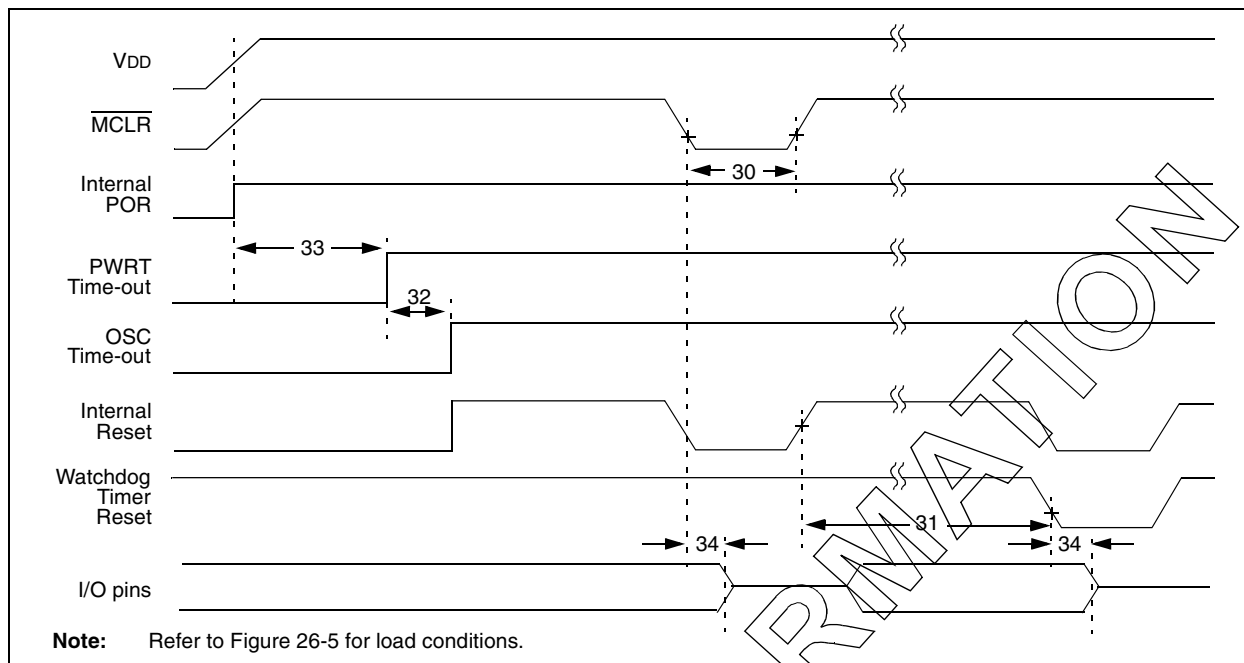 VDD
MCLR
30
Internal
POR
33
PWRT
Time-out
32
OSC
Time-out
Internal
Reset
Watchdog
Timer
Reset
31
34
34
I/O pins
Note: Refer to Figure 26-5 for load conditions.
RMATION